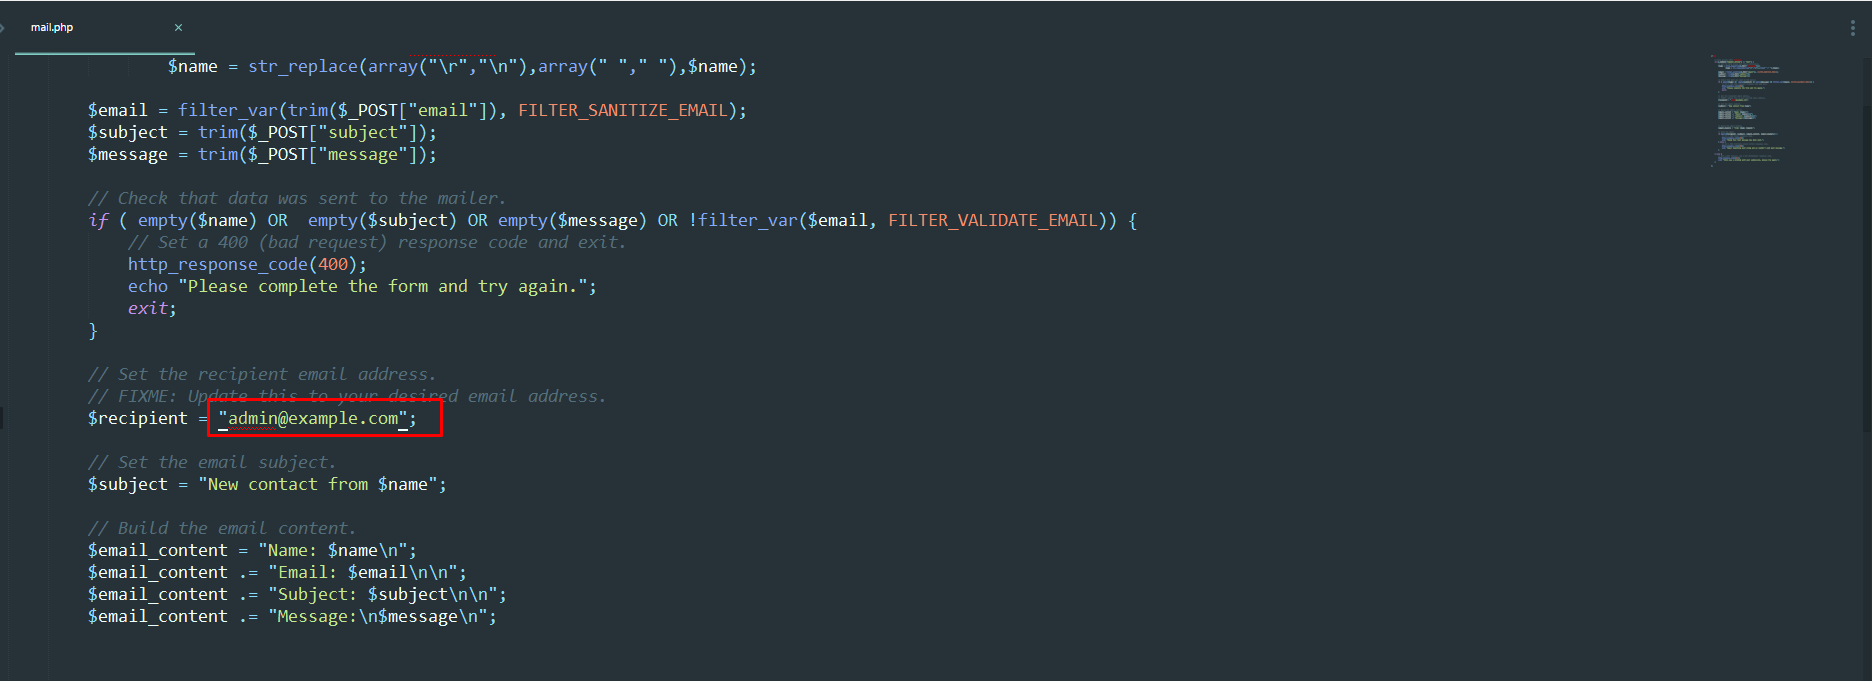 mail.php ×
$name = str_replace(array("\r","\n"),array(" "," "),$name);
$email = filter_var(trim($_POST["email"]), FILTER_SANITIZE_EMAIL);
$subject = trim($_POST["subject"]);
$message = trim($_POST["message"]);
// Check that data was sent to the mailer.
if ( empty($name) OR  empty($subject) OR empty($message) OR !filter_var($email, FILTER_VALIDATE_EMAIL)) {
// Set a 400 (bad request) response code and exit.
http_response_code(400);
echo "Please complete the form and try again.";
exit;
}
// Set the recipient email address.
// FIXME: Update this to your desired email address.
$recipient = "admin@example.com";
// Set the email subject.
$subject = "New contact from $name";
// Build the email content.
$email_content = "Name: $name\n";
$email_content .= "Email: $email\n\n";
$email_content .= "Subject: $subject\n\n";
$email_content .= "Message:\n$message\n";